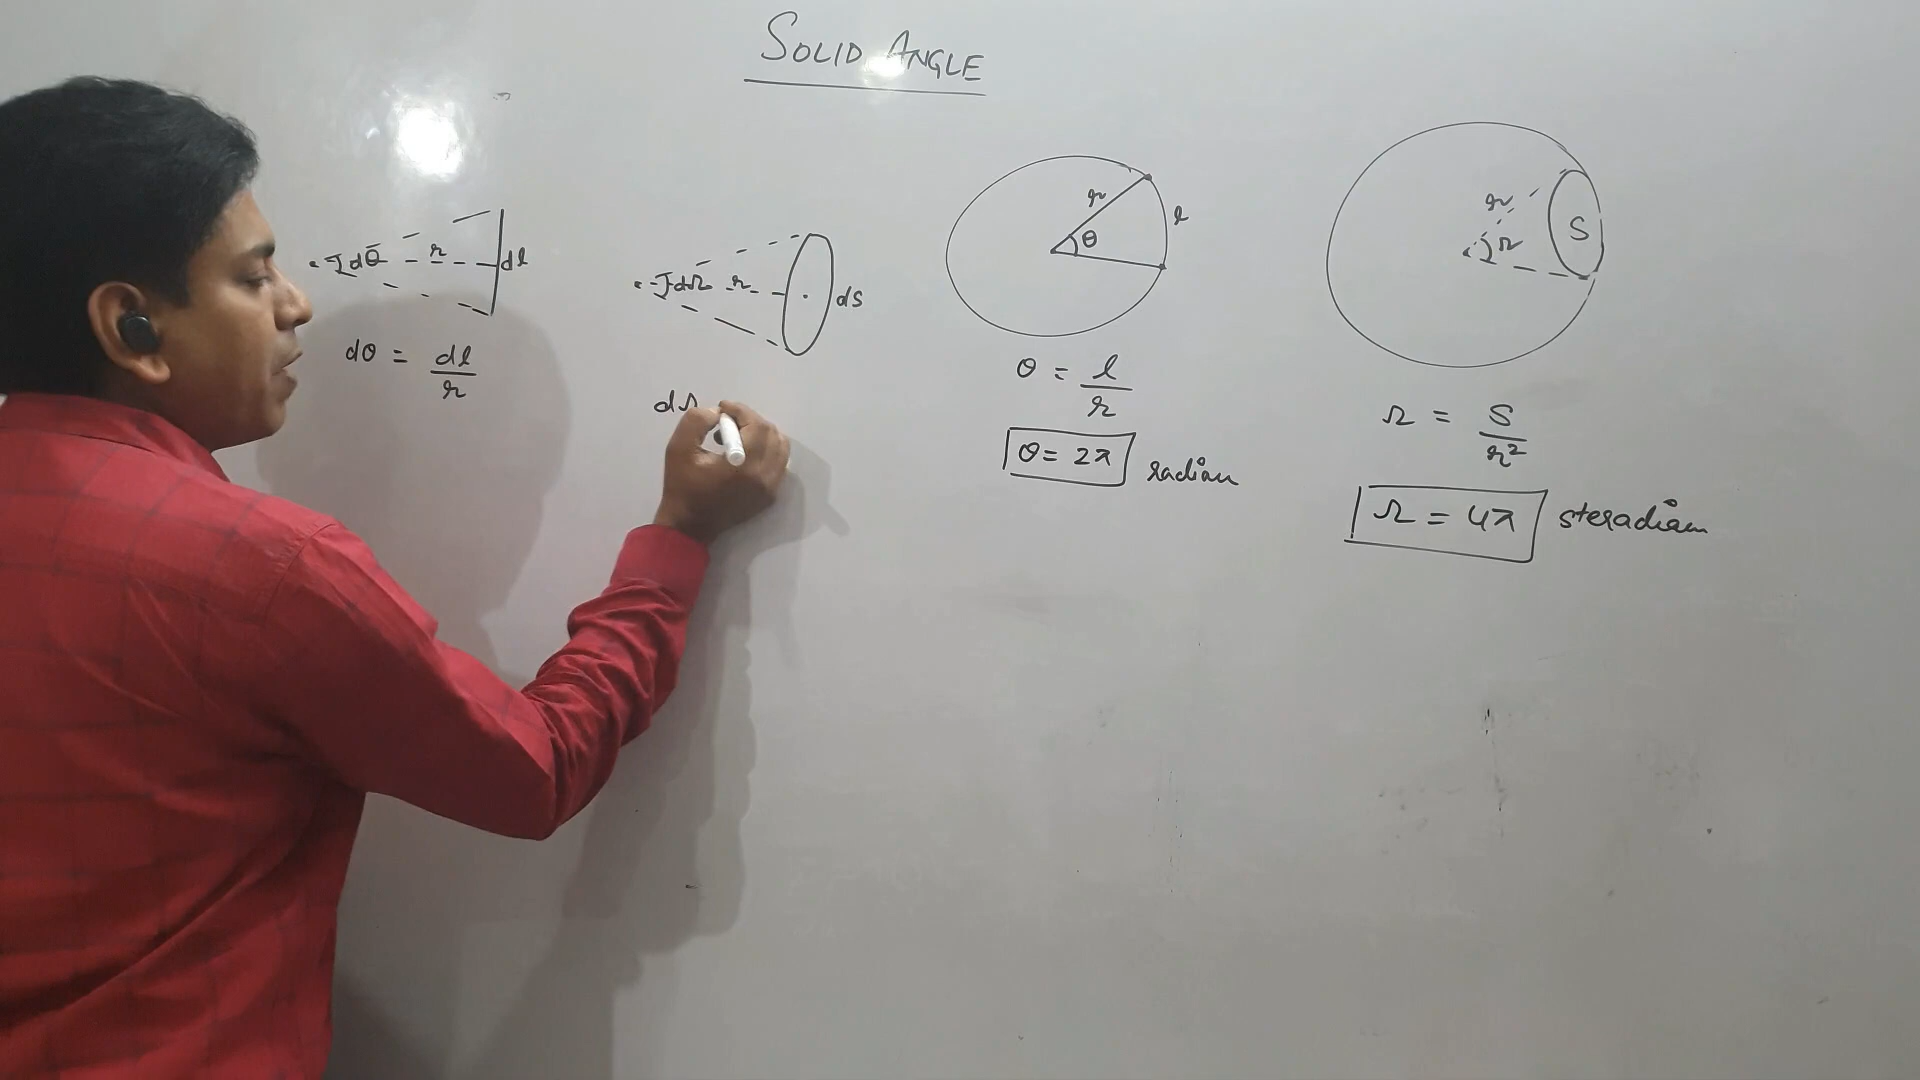 SOLID ANGLE
dθ r dl
dθ = dl/r
dΩ r ds
dΩ
r θ l
θ = l/r
θ = 2π radian
r Ω S
Ω = S/r²
Ω = 4π steradian